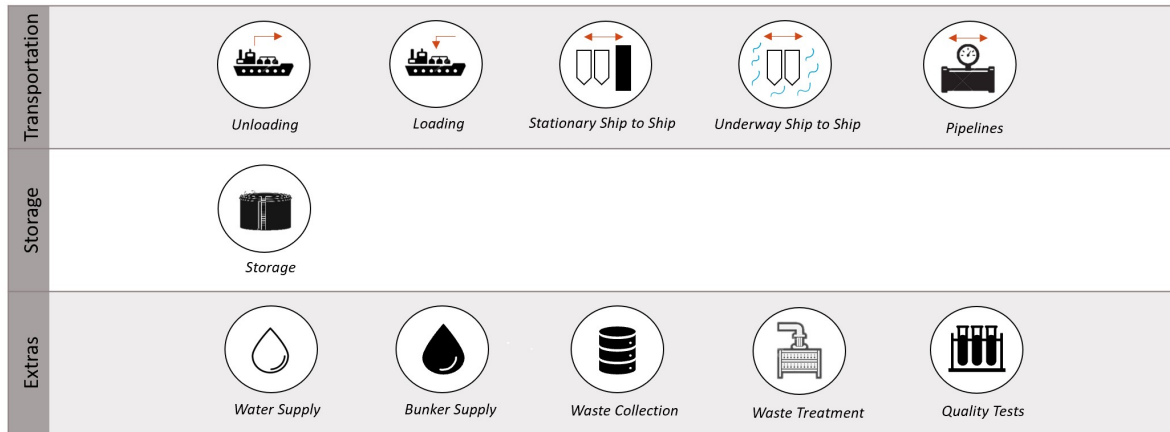 Transportation
Unloading
Loading
Stationary Ship to Ship
Underway Ship to Ship
Pipelines
Storage
Storage
Extras
Water Supply
Bunker Supply
Waste Collection
Waste Treatment
Quality Tests